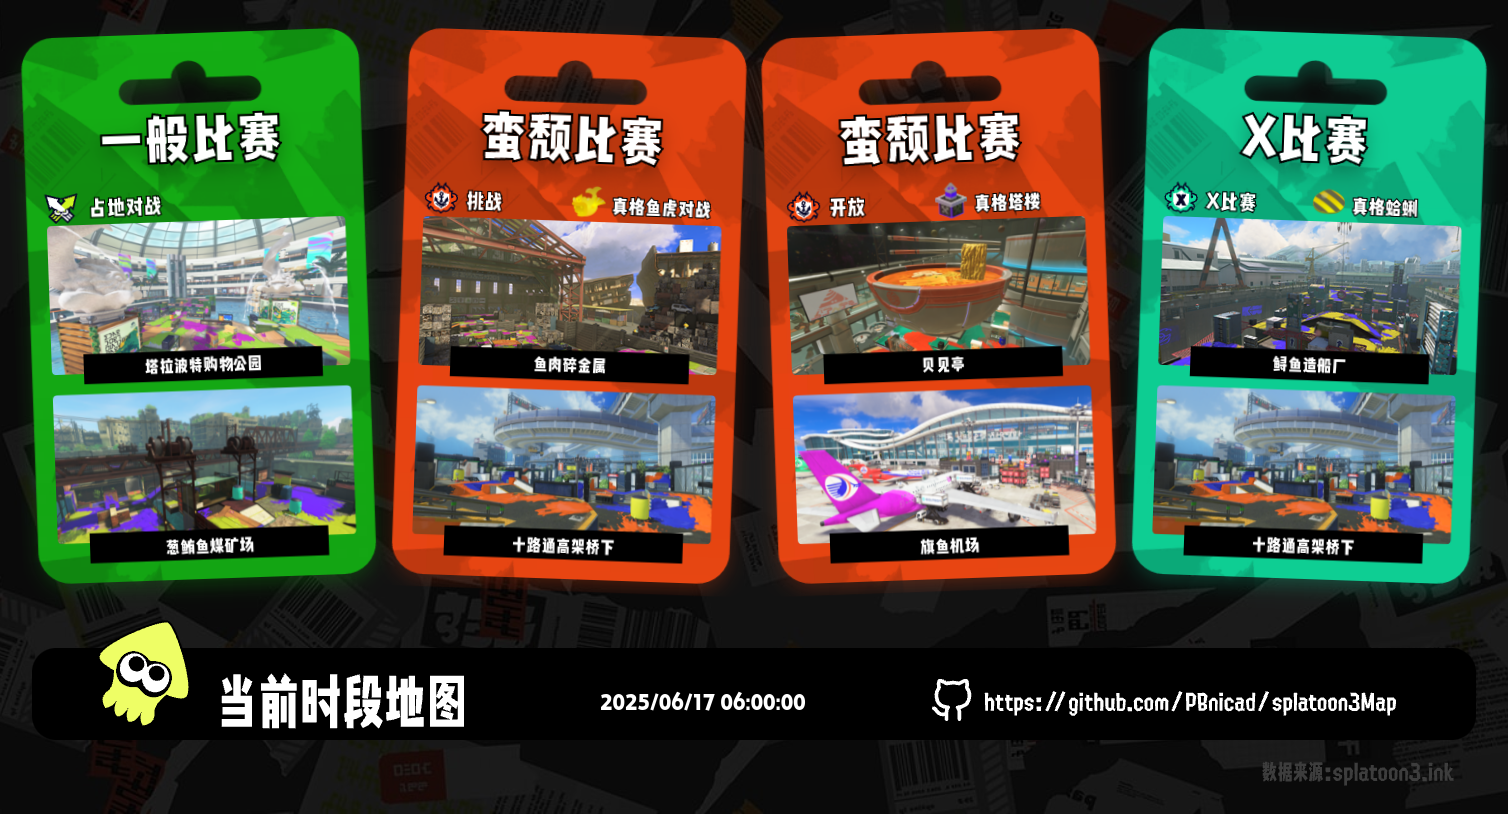 一般比赛
占地对战
塔拉波特购物公园
葱鲔鱼煤矿场
蛮颓比赛
挑战
真格鱼虎对战
鱼肉碎金属
十路通高架桥下
蛮颓比赛
开放
真格塔楼
贝见亭
旗鱼机场
X比赛
X比赛
真格蛤蜊
鲟鱼造船厂
十路通高架桥下
当前时段地图
2025/06/17 06:00:00
https://github.com/PBnicad/splatoon3Map
数据来源:splatoon3.ink